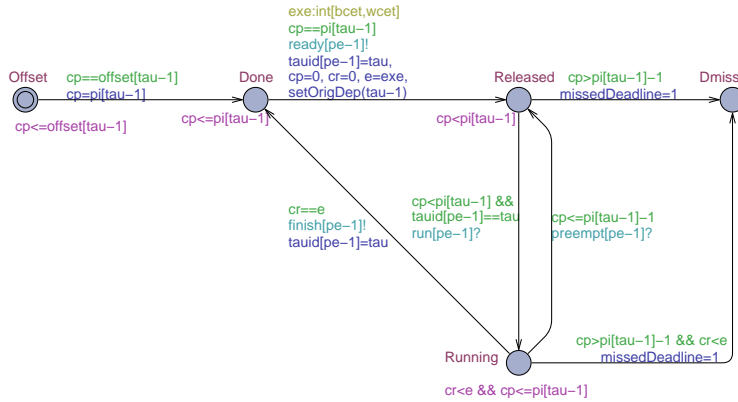 exe:int[bcet,wcet]
cp==pi[tau−1]
ready[pe−1]!
tauid[pe−1]=tau,
cp=0, cr=0, e=exe,
setOrigDep(tau−1)
Offset
cp==offset[tau−1]
cp=pi[tau−1]
cp<=offset[tau−1]
Done
cp<=pi[tau−1]
Released
cp<pi[tau−1]
cp>pi[tau−1]−1
missedDeadline=1
Dmiss
cr==e
finish[pe−1]!
tauid[pe−1]=tau
cp<pi[tau−1] &&
tauid[pe−1]==tau
run[pe−1]?
cp<=pi[tau−1]−1
preempt[pe−1]?
Running
cr<e && cp<=pi[tau−1]
cp>pi[tau−1]−1 && cr<e
missedDeadline=1